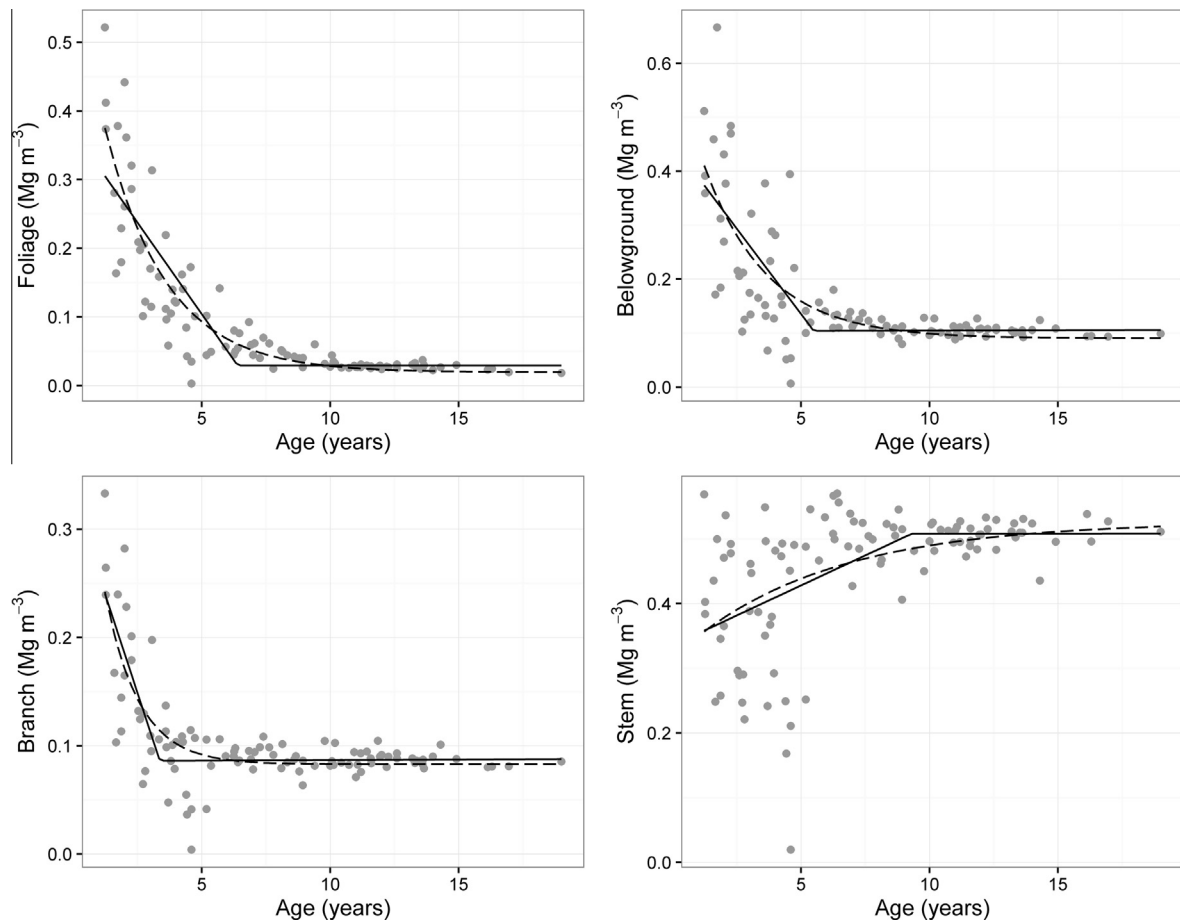 Foliage (Mg m⁻³)
0.5
0.4
0.3
0.2
0.1
0.0
5 10 15
Age (years)
Belowground (Mg m⁻³)
0.6
0.4
0.2
0.0
5 10 15
Age (years)
Branch (Mg m⁻³)
0.3
0.2
0.1
0.0
5 10 15
Age (years)
Stem (Mg m⁻³)
0.4
0.2
0.0
5 10 15
Age (years)